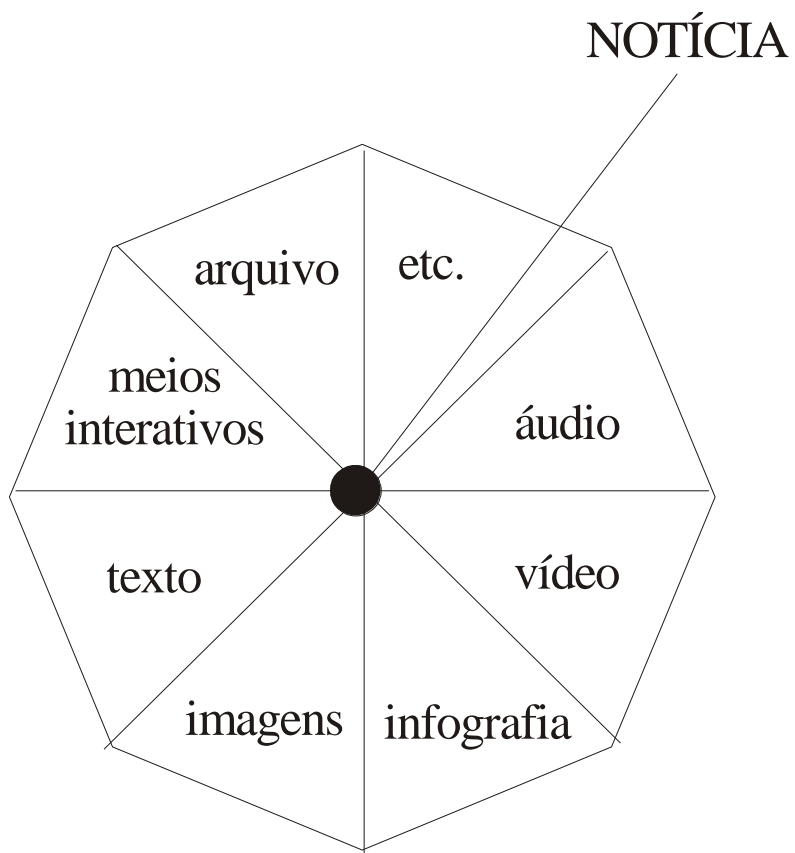 NOTÍCIA
arquivo
etc.
meios
interativos
áudio
texto
vídeo
imagens
infografia